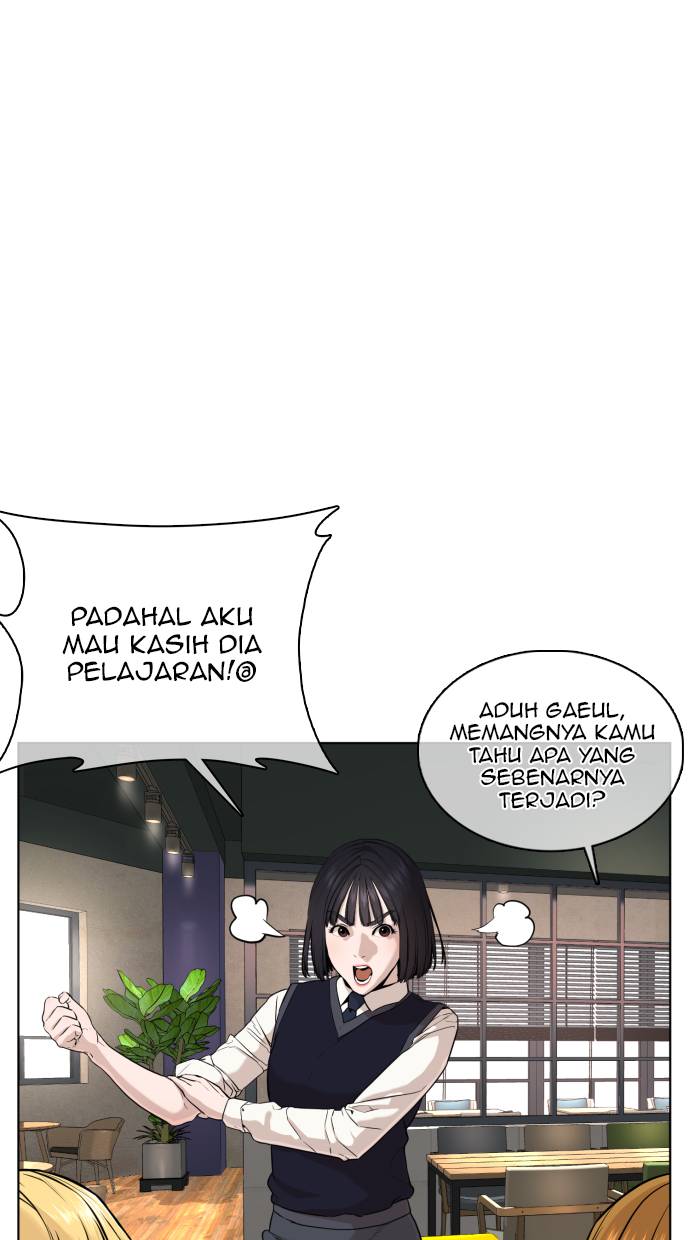 PADAHAL AKU
MAU KASIH DIA
PELAJARAN!@
ADUH GAEUL,
MEMANGNYA KAMU
TAHU APA YANG
SEBENARNYA
TERJADI?